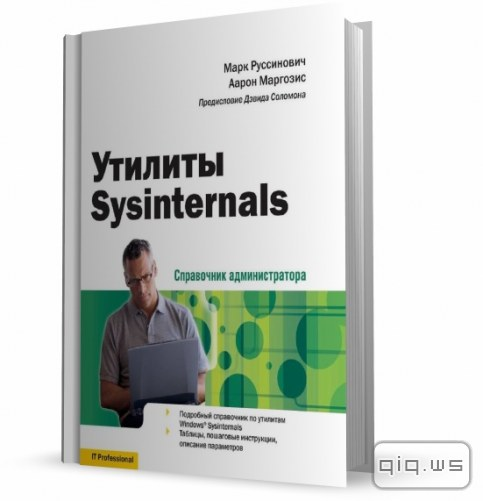 Марк Руссинович
Аарон Маргозис
Предисловие Дэвида Соломона
Утилиты
Sysinternals
Справочник администратора
Подробный справочник по утилитам
Windows® Sysinternals
Таблицы, пошаговые инструкции,
описания параметров
IT Professional
qiq.ws